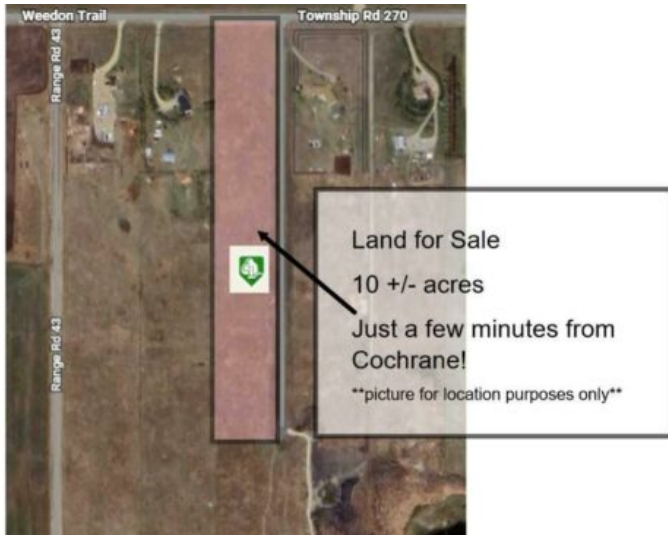 Weedon Trail
Township Rd 270
Range Rd 43
Range Rd 43
Land for Sale
10 +/- acres
Just a few minutes from
Cochrane!
**picture for location purposes only**